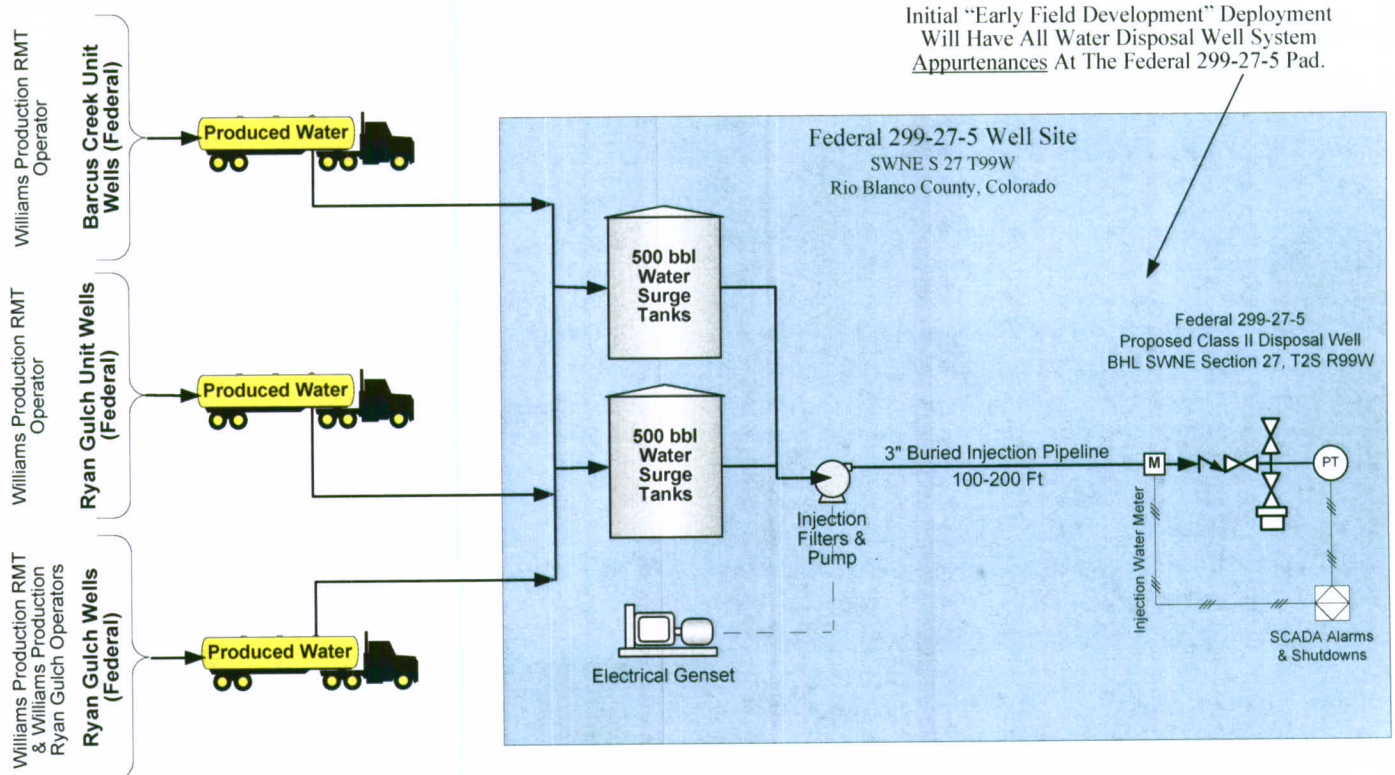 Initial “Early Field Development” Deployment
Will Have All Water Disposal Well System
Appurtenances At The Federal 299-27-5 Pad.
Williams Production RMT
Operator
Barcus Creek Unit
Wells (Federal)
Produced Water
Williams Production RMT
Operator
Ryan Gulch Unit Wells
(Federal)
Produced Water
Williams Production RMT
& Williams Production
Ryan Gulch Operators
Ryan Gulch Wells
(Federal)
Produced Water
Federal 299-27-5 Well Site
SWNE S 27 T99W
Rio Blanco County, Colorado
500 bbl
Water
Surge
Tanks
500 bbl
Water
Surge
Tanks
Injection
Filters &
Pump
Electrical Genset
3" Buried Injection Pipeline
100-200 Ft
Federal 299-27-5
Proposed Class II Disposal Well
BHL SWNE Section 27, T2S R99W
M
PT
Injection Water Meter
SCADA Alarms
& Shutdowns